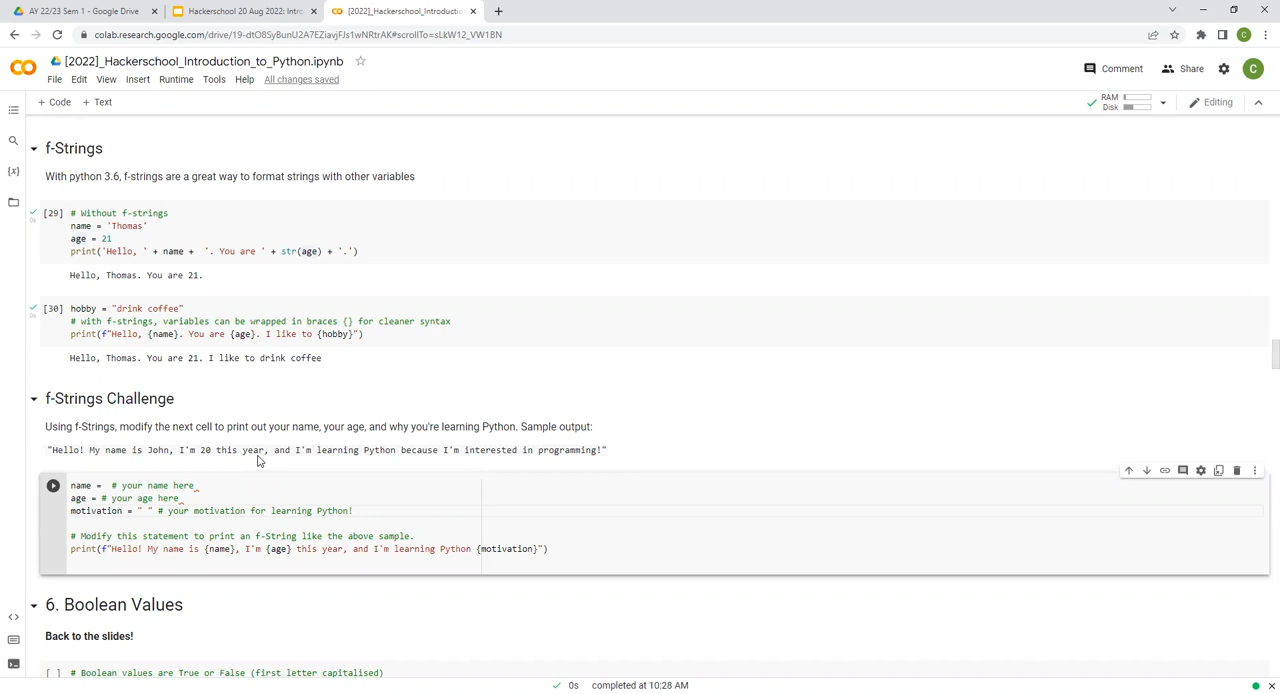 AY 22/23 Sem 1 - Google Drive
Hackerschool 20 Aug 2022: Intro
[2022]_Hackerschool_Introductio
colab.research.google.com/drive/19-dtO8SyBunU2A7EZiavjFJs1wNRtrAK#scrollTo=sLkW12_VW1BN
[2022]_Hackerschool_Introduction_to_Python.ipynb
File Edit View Insert Runtime Tools Help All changes saved
Comment Share C
+ Code + Text
RAM
Disk
Editing
f-Strings
With python 3.6, f-strings are a great way to format strings with other variables
[29] # Without f-strings
name = 'Thomas'
age = 21
print('Hello, ' + name + '. You are ' + str(age) + '.')
0s
Hello, Thomas. You are 21.
[30] hobby = "drink coffee"
# with f-strings, variables can be wrapped in braces {} for cleaner syntax
print(f"Hello, {name}. You are {age}. I like to {hobby}")
0s
Hello, Thomas. You are 21. I like to drink coffee
f-Strings Challenge
Using f-Strings, modify the next cell to print out your name, your age, and why you're learning Python. Sample output:
"Hello! My name is John, I'm 20 this year, and I'm learning Python because I'm interested in programming!"
name = # your name here
age = # your age here
motivation = " " # your motivation for learning Python!
# Modify this statement to print an f-String like the above sample.
print(f"Hello! My name is {name}, I'm {age} this year, and I'm learning Python {motivation}")
6. Boolean Values
Back to the slides!
[ ] # Boolean values are True or False (first letter capitalised)
0s completed at 10:28 AM